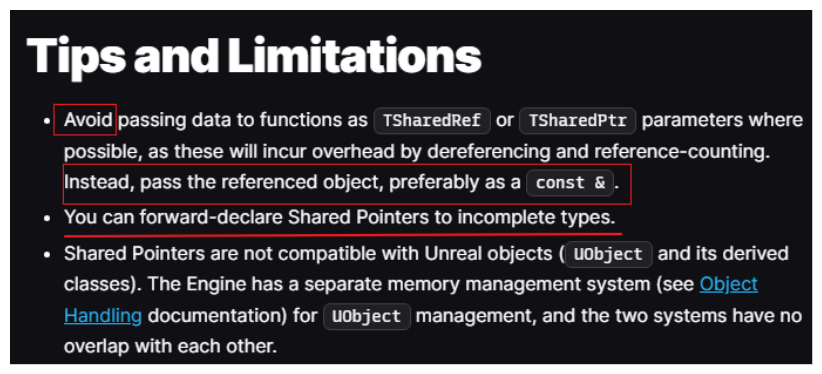 Tips and Limitations
• Avoid passing data to functions as TSharedRef or TSharedPtr parameters where
possible, as these will incur overhead by dereferencing and reference-counting.
Instead, pass the referenced object, preferably as a const &.
• You can forward-declare Shared Pointers to incomplete types.
• Shared Pointers are not compatible with Unreal objects (UObject and its derived
classes). The Engine has a separate memory management system (see Object
Handling documentation) for UObject management, and the two systems have no
overlap with each other.